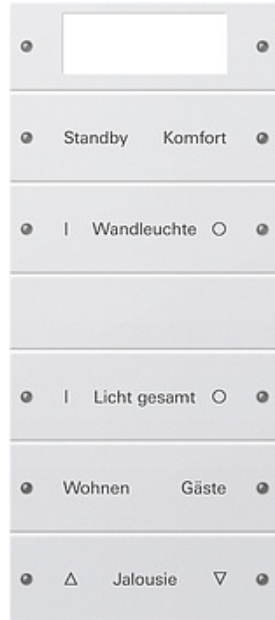 Standby Komfort
I Wandleuchte O
I Licht gesamt O
Wohnen Gäste
△ Jalousie ▽